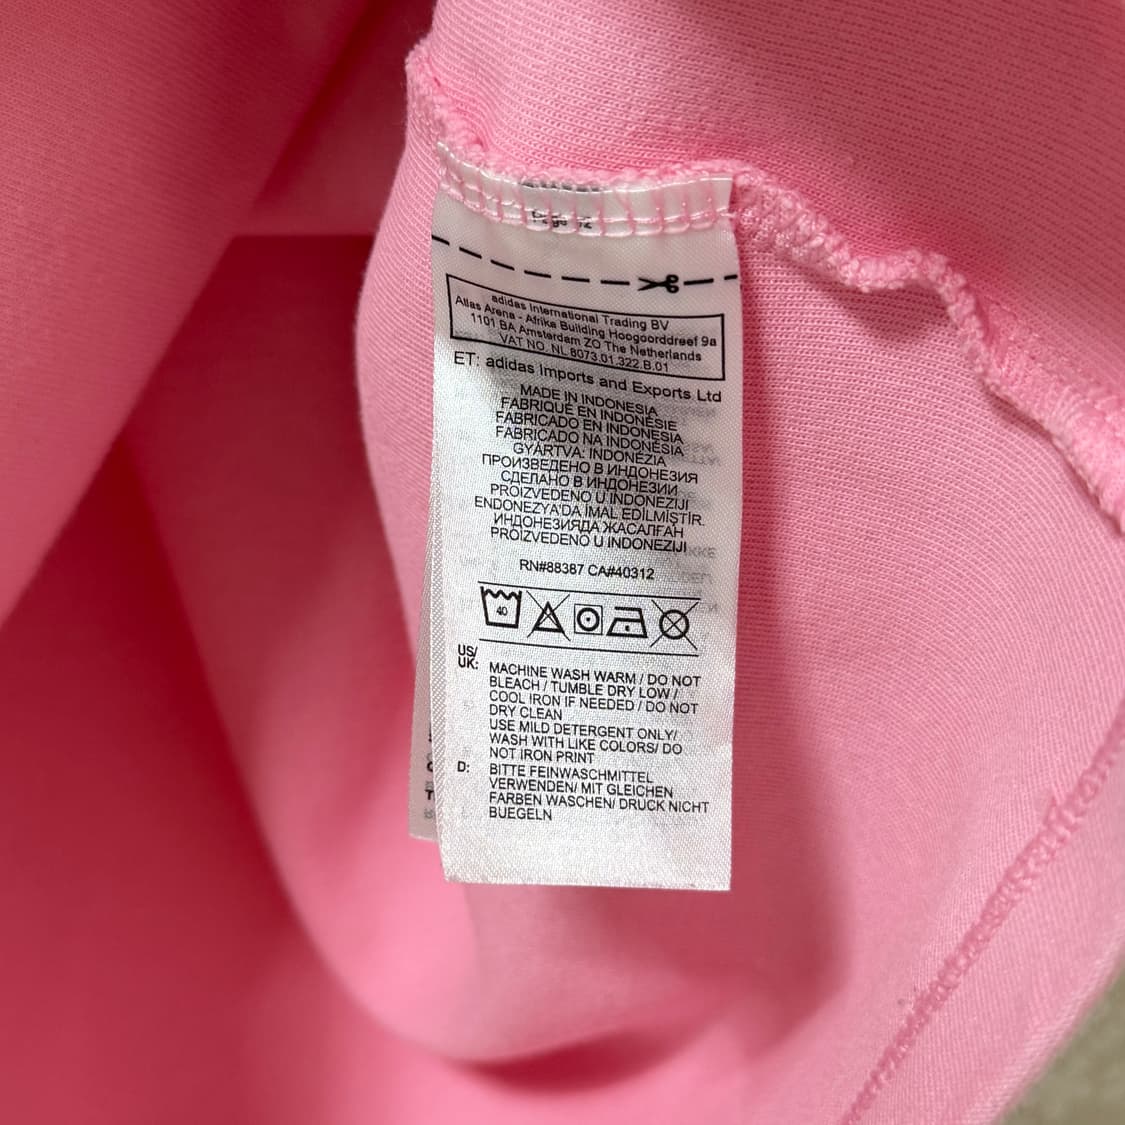 adidas International Trading BV
Atlas Arena - Afrika Building Hoogoorddreef 9a
1101 BA Amsterdam ZO The Netherlands
VAT NO. NL 8073.01.322.B.01
ET: adidas Imports and Exports Ltd
MADE IN INDONESIA
FABRIQUÉ EN INDONÉSIE
FABRICADO EN INDONESIA
FABRICADO NA INDONÉSIA
GYÁRTVA: INDONÉZIA
ПРОИЗВЕДЕНО В ИНДОНЕЗИЯ
СДЕЛАНО В ИНДОНЕЗИИ
PROIZVEDENO U INDONEZIJI
ENDONEZYA'DA İMAL EDİLMİŞTİR.
ИНДОНЕЗИЯДА ЖАСАЛҒАН
PROIZVEDENO U INDONEZIJI
RN#88387 CA#40312
40
US/
UK: MACHINE WASH WARM / DO NOT
BLEACH / TUMBLE DRY LOW /
COOL IRON IF NEEDED / DO NOT
DRY CLEAN
USE MILD DETERGENT ONLY/
WASH WITH LIKE COLORS/ DO
NOT IRON PRINT
D: BITTE FEINWASCHMITTEL
VERWENDEN/ MIT GLEICHEN
FARBEN WASCHEN/ DRUCK NICHT
BUEGELN